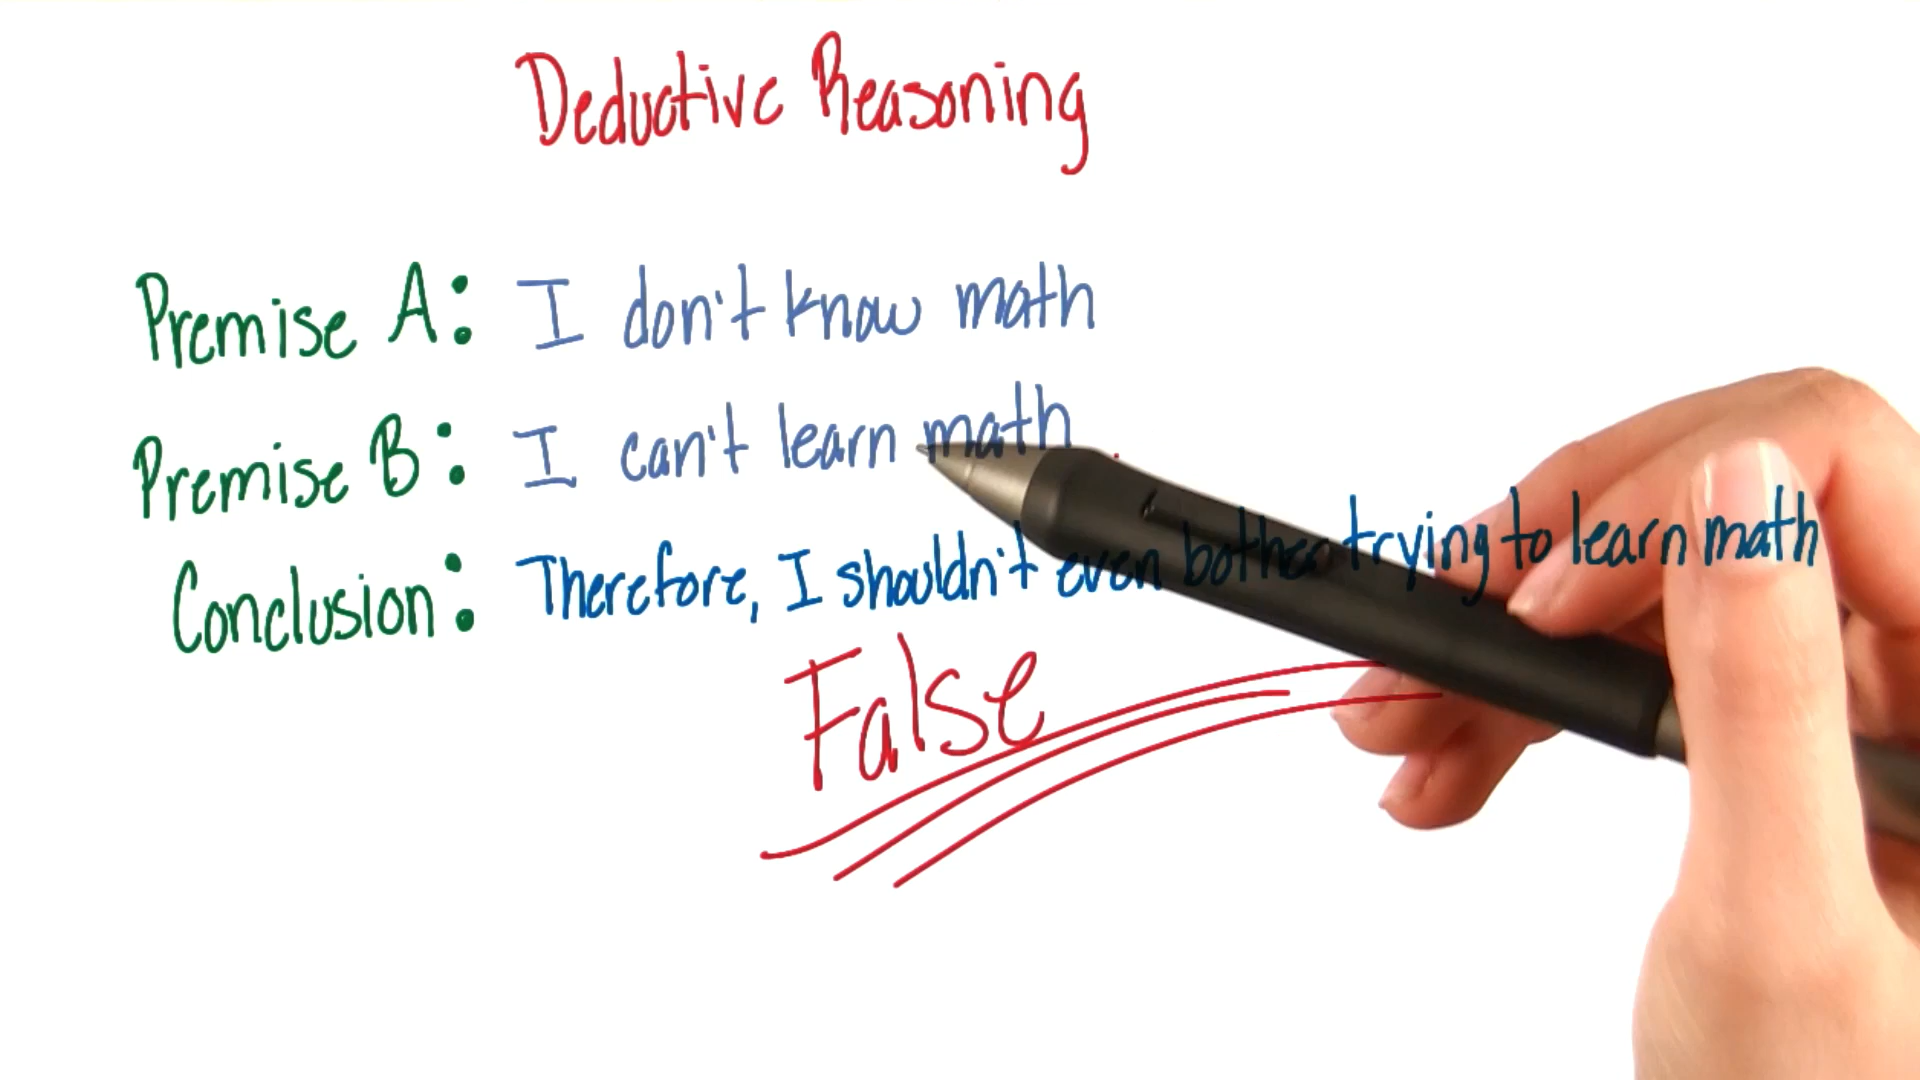 Deductive Reasoning
Premise A: I don't know math
Premise B: I can't learn math
Conclusion: Therefore, I shouldn't even bother trying to learn math
False